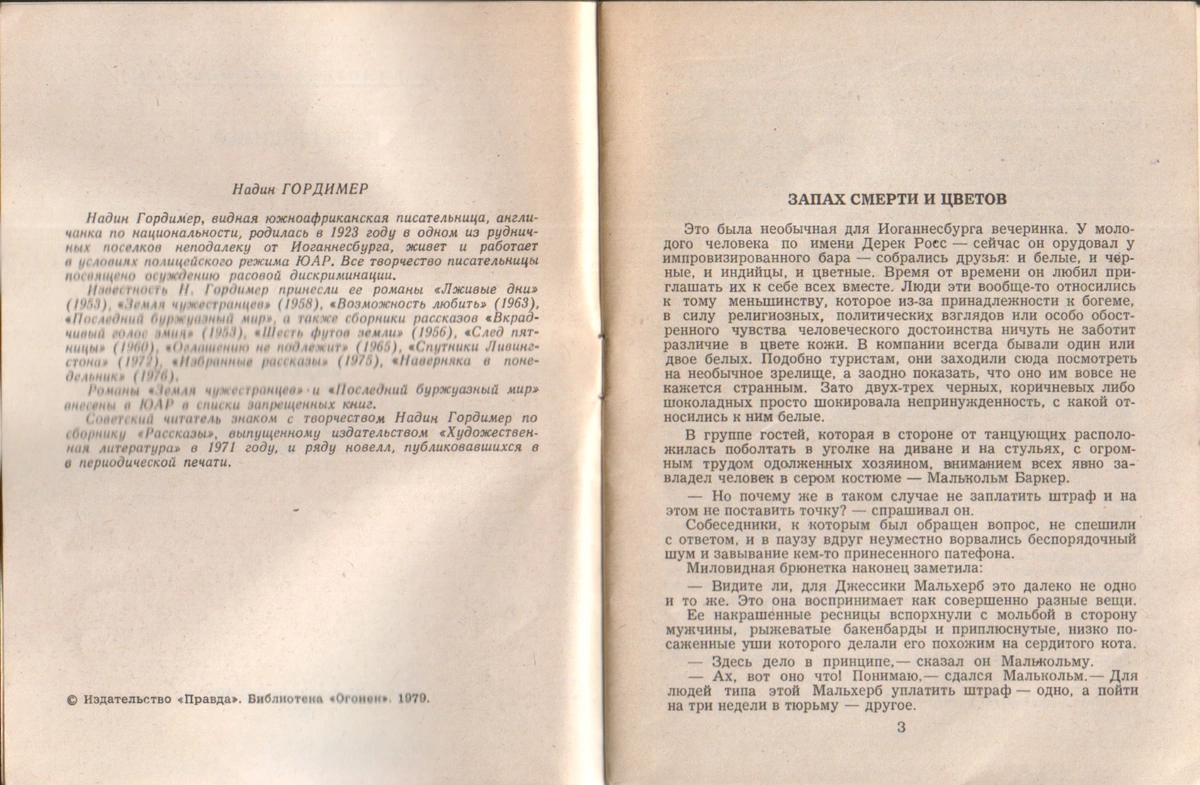 Надин ГОРДИМЕР
Надин Гордимер, видная южноафриканская писательница, англи-
чанка по национальности, родилась в 1923 году в одном из руднич-
ных поселков неподалеку от Иоганнесбурга, живет и работает
в условиях полицейского режима ЮАР. Все творчество писательницы
посвящено осуждению расовой дискриминации.
Известность Н. Гордимер принесли ее романы «Лживые дни»
(1953), «Земля чужестранцев» (1958), «Возможность любить» (1963),
«Последний буржуазный мир», а также сборники рассказов «Вкрад-
чивый голос змия» (1953), «Шесть футов земли» (1956), «След пят-
ницы» (1960), «Оглашению не подлежит» (1965), «Спутники Ливинг-
стона» (1972), «Избранные рассказы» (1975), «Наверняка в поне-
дельник» (1976).
Романы «Земля чужестранцев» и «Последний буржуазный мир»
внесены в ЮАР в списки запрещенных книг.
Советский читатель знаком с творчеством Надин Гордимер по
сборнику «Рассказы», выпущенному издательством «Художествен-
ная литература» в 1971 году, и ряду новелл, публиковавшихся в
в периодической печати.
© Издательство «Правда». Библиотека «Огонек». 1979.
ЗАПАХ СМЕРТИ И ЦВЕТОВ
Это была необычная для Иоганнесбурга вечеринка. У моло-
дого человека по имени Дерек Росс — сейчас он орудовал у
импровизированного бара — собрались друзья: и белые, и чер-
ные, и индийцы, и цветные. Время от времени он любил при-
глашать их к себе всех вместе. Люди эти вообще-то относились
к тому меньшинству, которое из-за принадлежности к богеме,
в силу религиозных, политических взглядов или особо обост-
ренного чувства человеческого достоинства ничуть не заботит
различие в цвете кожи. В компании всегда бывали один или
двое белых. Подобно туристам, они заходили сюда посмотреть
на необычное зрелище, а заодно показать, что оно им вовсе не
кажется странным. Зато двух-трех черных, коричневых либо
шоколадных просто шокировала непринужденность, с какой от-
носились к ним белые.
В группе гостей, которая в стороне от танцующих располо-
жилась поболтать в уголке на диване и на стульях, с огром-
ным трудом одолженных хозяином, вниманием всех явно за-
владел человек в сером костюме — Малькольм Баркер.
— Но почему же в таком случае не заплатить штраф и на
этом не поставить точку? — спрашивал он.
Собеседники, к которым был обращен вопрос, не спешили
с ответом, и в паузу вдруг неуместно ворвались беспорядочный
шум и завывание кем-то принесенного патефона.
Миловидная брюнетка наконец заметила:
— Видите ли, для Джессики Мальхерб это далеко не одно
и то же. Это она воспринимает как совершенно разные вещи.
Ее накрашенные ресницы вспорхнули с мольбой в сторону
мужчины, рыжеватые бакенбарды и приплюснутые, низко по-
саженные уши которого делали его похожим на сердитого кота.
— Здесь дело в принципе,— сказал он Малькольму.
— Ах, вот оно что! Понимаю,— сдался Малькольм.— Для
людей типа этой Мальхерб уплатить штраф — одно, а пойти
на три недели в тюрьму — другое.
3